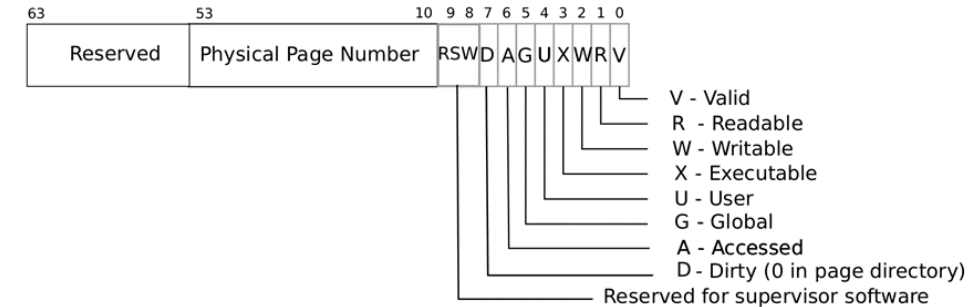 63 53 10 9 8 7 6 5 4 3 2 1 0
Reserved Physical Page Number RSW D A G U X W R V
V - Valid
R - Readable
W - Writable
X - Executable
U - User
G - Global
A - Accessed
D - Dirty (0 in page directory)
Reserved for supervisor software